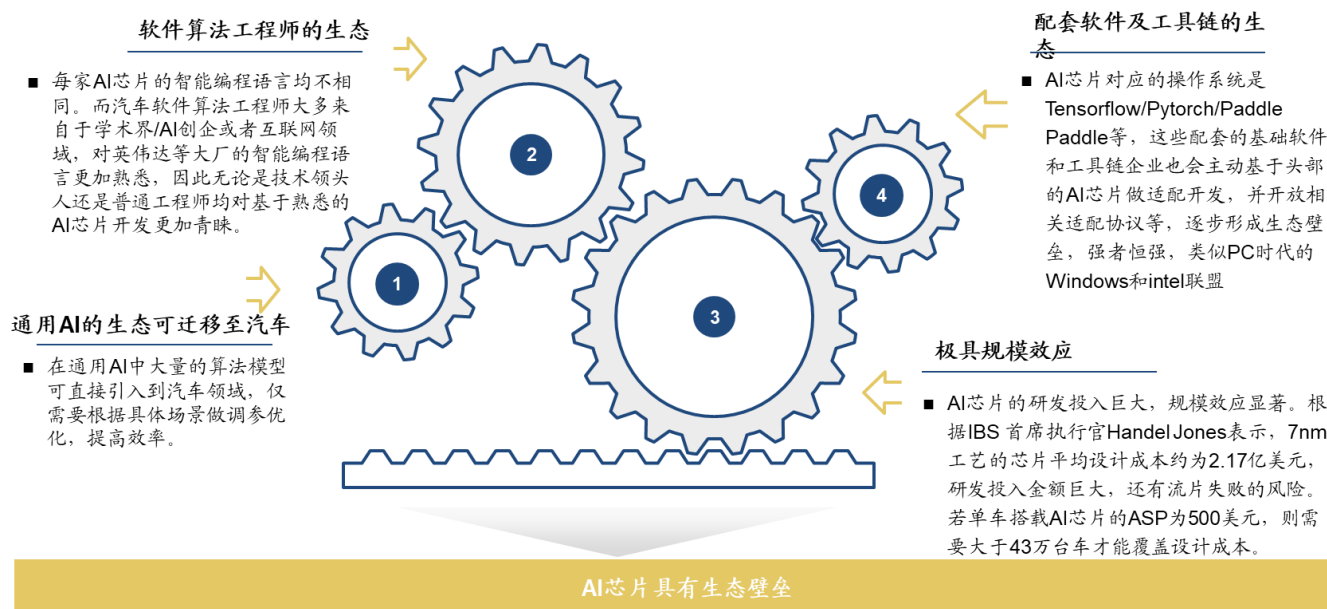 软件算法工程师的生态
■ 每家AI芯片的智能编程语言均不相
同。而汽车软件算法工程师大多来
自于学术界/AI创企或者互联网领
域，对英伟达等大厂的智能编程语
言更加熟悉，因此无论是技术领头
人还是普通工程师均对基于熟悉的
AI芯片开发更加青睐。
通用AI的生态可迁移至汽车
■ 在通用AI中大量的算法模型
可直接引入到汽车领域，仅
需要根据具体场景做调参优
化，提高效率。
1
2
3
4
配套软件及工具链的生
态
■ AI芯片对应的操作系统是
Tensorflow/Pytorch/Paddle
Paddle等，这些配套的基础软件
和工具链企业也会主动基于头部
的AI芯片做适配开发，并开放相
关适配协议等，逐步形成生态壁
垒，强者恒强，类似PC时代的
Windows和intel联盟
极具规模效应
■ AI芯片的研发投入巨大，规模效应显著。根
据IBS 首席执行官Handel Jones表示，7nm
工艺的芯片平均设计成本约为2.17亿美元，
研发投入金额巨大，还有流片失败的风险。
若单车搭载AI芯片的ASP为500美元，则需
要大于43万台车才能覆盖设计成本。
AI芯片具有生态壁垒